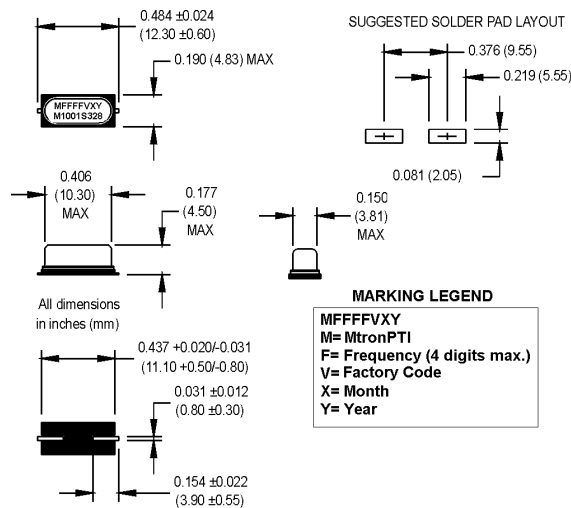 0.484 ±0.024
(12.30 ±0.60)
0.190 (4.83) MAX
MFFFFVXY
M1001S328
SUGGESTED SOLDER PAD LAYOUT
0.376 (9.55)
0.219 (5.55)
0.081 (2.05)
0.406
(10.30)
MAX
0.177
(4.50)
MAX
0.150
(3.81)
MAX
All dimensions
in inches (mm)
0.437 +0.020/-0.031
(11.10 +0.50/-0.80)
0.031 ±0.012
(0.80 ±0.30)
0.154 ±0.022
(3.90 ±0.55)
MARKING LEGEND
MFFFFVXY
M= MtronPTI
F= Frequency (4 digits max.)
V= Factory Code
X= Month
Y= Year